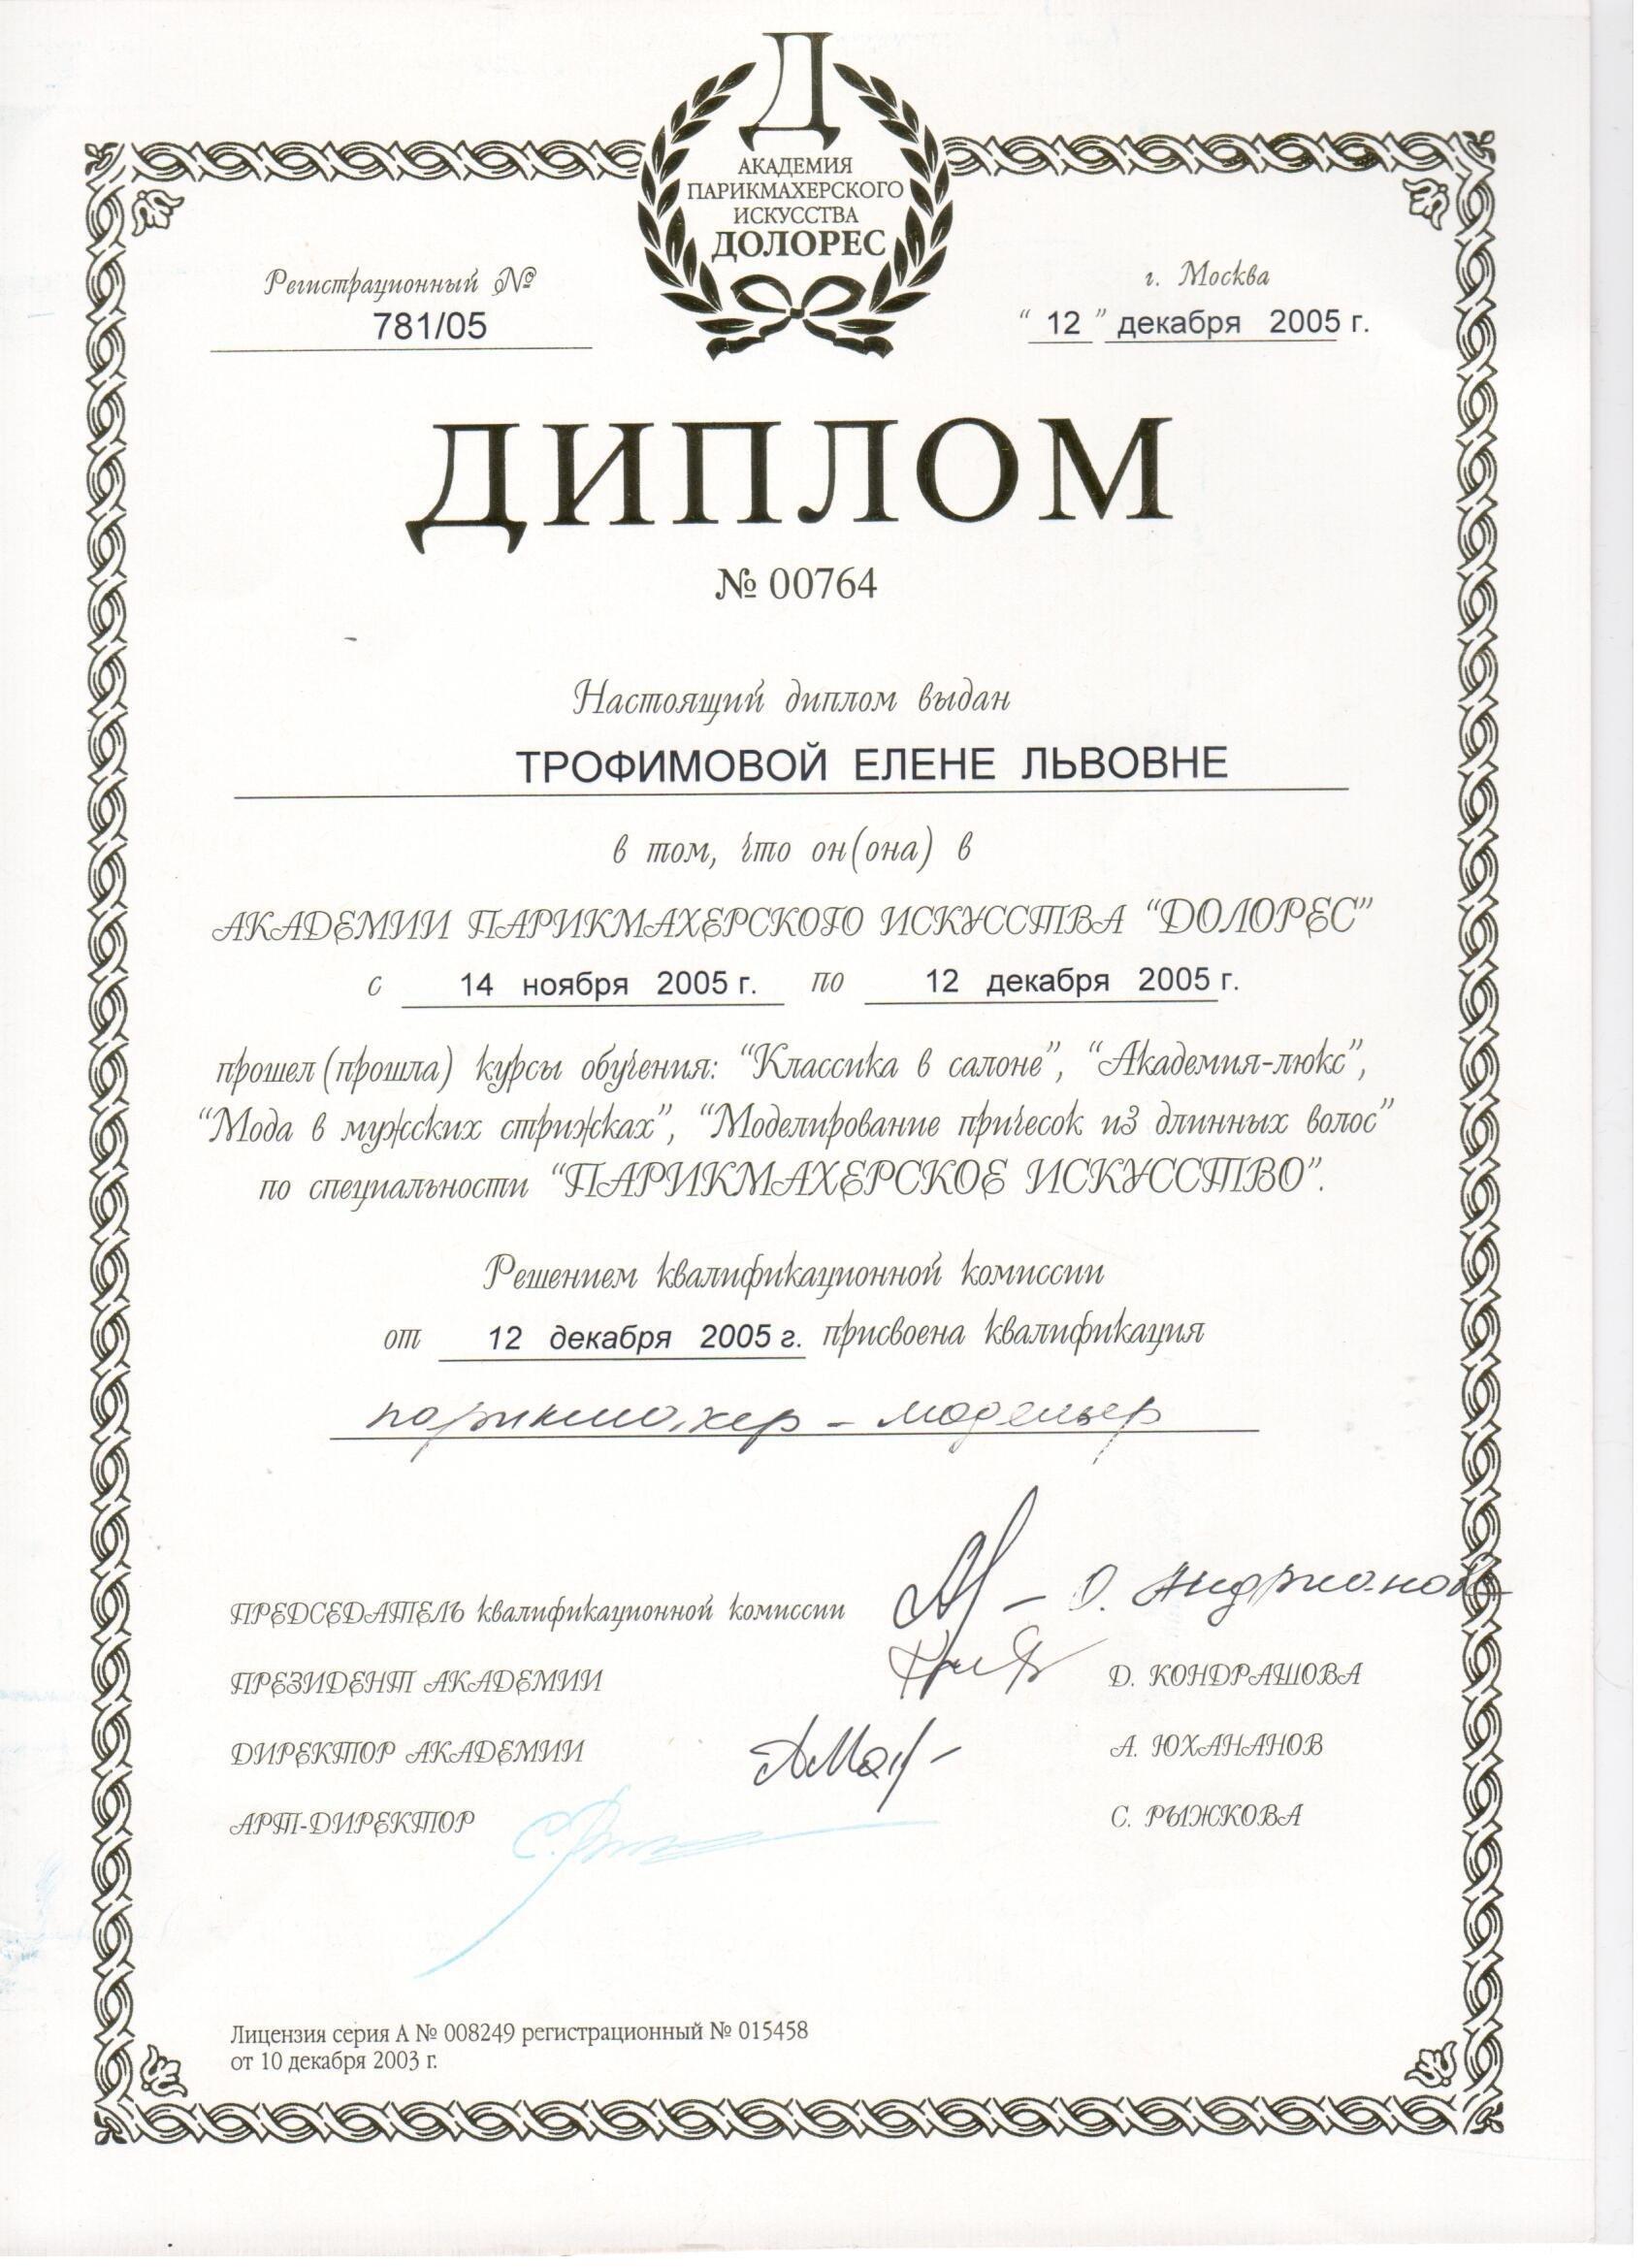 Д
АКАДЕМИЯ
ПАРИКМАХЕРСКОГО
ИСКУССТВА
ДОЛОРЕС
Регистрационный №
781/05
г. Москва
“ 12 ” декабря 2005 г.
ДИПЛОМ
№ 00764
Настоящий диплом выдан
ТРОФИМОВОЙ ЕЛЕНЕ ЛЬВОВНЕ
в том, что он(она) в
АКАДЕМИИ ПАРИКМАХЕРСКОГО ИСКУССТВА “ДОЛОРЕС”
с 14 ноября 2005 г. по 12 декабря 2005 г.
прошел (прошла) курсы обучения: “Классика в салоне”, “Академия-люкс”,
“Мода в мужских стрижках”, “Моделирование причесок из длинных волос”
по специальности “ПАРИКМАХЕРСКОЕ ИСКУССТВО”.
Решением квалификационной комиссии
от 12 декабря 2005 г. присвоена квалификация
парикмахер - модельер
ПРЕДСЕДАТЕЛЬ квалификационной комиссии – О. Андрианова
ПРЕЗИДЕНТ АКАДЕМИИ Д. КОНДРАШОВА
ДИРЕКТОР АКАДЕМИИ А. ЮХАНАНОВ
АРТ-ДИРЕКТОР С. РЫЖКОВА
Лицензия серия А № 008249 регистрационный № 015458
от 10 декабря 2003 г.